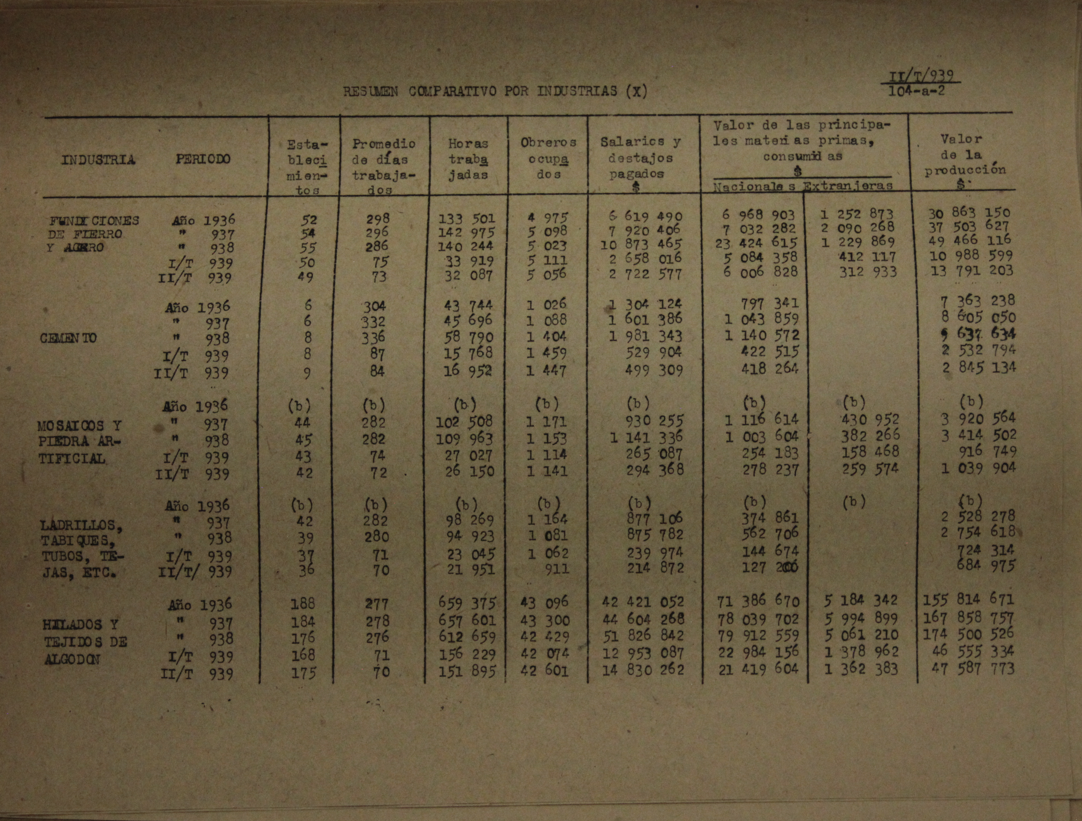 II/T/939
104-a-2
RESUMEN COMPARATIVO POR INDUSTRIAS (X)
INDUSTRIA PERIODO Esta- Promedio Horas Obreros Salarios y Valor de las principa- Valor
bleci de días traba ocupa destajos les materias primas, de la
mien- trabaja- jadas dos pagados consumidas producción
tos dos $ $ $
Nacionales Extranjeras
FUNDICIONES Año 1936 52 298 133 501 4 975 6 619 490 6 968 903 1 252 873 30 863 150
DE FIERRO " 937 54 296 142 975 5 098 7 920 406 7 032 282 2 090 268 37 503 627
Y ACERO " 938 55 286 140 244 5 023 10 873 465 23 424 615 1 229 869 49 466 116
I/T 939 50 75 33 919 5 111 2 658 016 5 084 358 412 117 10 988 599
II/T 939 49 73 32 087 5 056 2 722 577 6 006 828 312 933 13 791 203
Año 1936 6 304 43 744 1 026 1 304 124 797 341 7 363 238
" 937 6 332 45 696 1 088 1 601 386 1 043 859 8 605 050
CEMENTO " 938 8 336 58 790 1 404 1 981 343 1 140 572 9 637 634
I/T 939 8 87 15 768 1 459 529 904 422 515 2 532 794
II/T 939 9 84 16 952 1 447 499 309 418 264 2 845 134
Año 1936 (b) (b) (b) (b) (b) (b) (b) (b)
MOSAICOS Y " 937 44 282 102 508 1 171 930 255 1 116 614 430 952 3 920 564
PIEDRA AR- " 938 45 282 109 963 1 153 1 141 336 1 003 604 382 266 3 414 502
TIFICIAL I/T 939 43 74 27 027 1 114 265 087 254 183 158 468 916 749
II/T 939 42 72 26 150 1 141 294 368 278 237 259 574 1 039 904
Año 1936 (b) (b) (b) (b) (b) (b) (b) (b)
LADRILLOS, " 937 42 282 98 269 1 164 877 106 374 861 2 528 278
TABIQUES, " 938 39 280 94 923 1 081 875 782 562 706 2 754 618
TUBOS, TE- I/T 939 37 71 23 045 1 062 239 974 144 674 724 314
JAS, ETC. II/T/ 939 36 70 21 951 911 214 872 127 684 975
Año 1936 188 277 659 375 43 096 42 421 052 71 386 670 5 184 342 155 814 671
HILADOS Y " 937 184 278 657 601 43 300 44 604 268 78 039 702 5 994 899 167 858 757
TEJIDOS DE " 938 176 276 612 659 42 429 51 826 842 79 912 559 5 061 210 174 500 526
ALGODON I/T 939 168 71 156 229 42 074 12 953 087 22 984 156 1 378 962 46 555 334
II/T 939 175 70 151 895 42 601 14 830 262 21 419 604 1 362 383 47 587 773